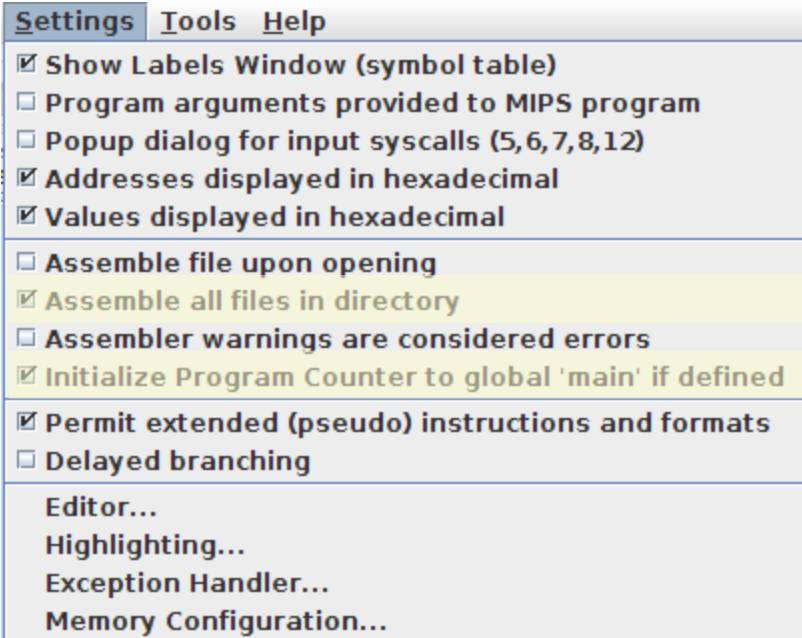 Settings Tools Help
Show Labels Window (symbol table)
Program arguments provided to MIPS program
Popup dialog for input syscalls (5,6,7,8,12)
Addresses displayed in hexadecimal
Values displayed in hexadecimal
Assemble file upon opening
Assemble all files in directory
Assembler warnings are considered errors
Initialize Program Counter to global 'main' if defined
Permit extended (pseudo) instructions and formats
Delayed branching
Editor...
Highlighting...
Exception Handler...
Memory Configuration...